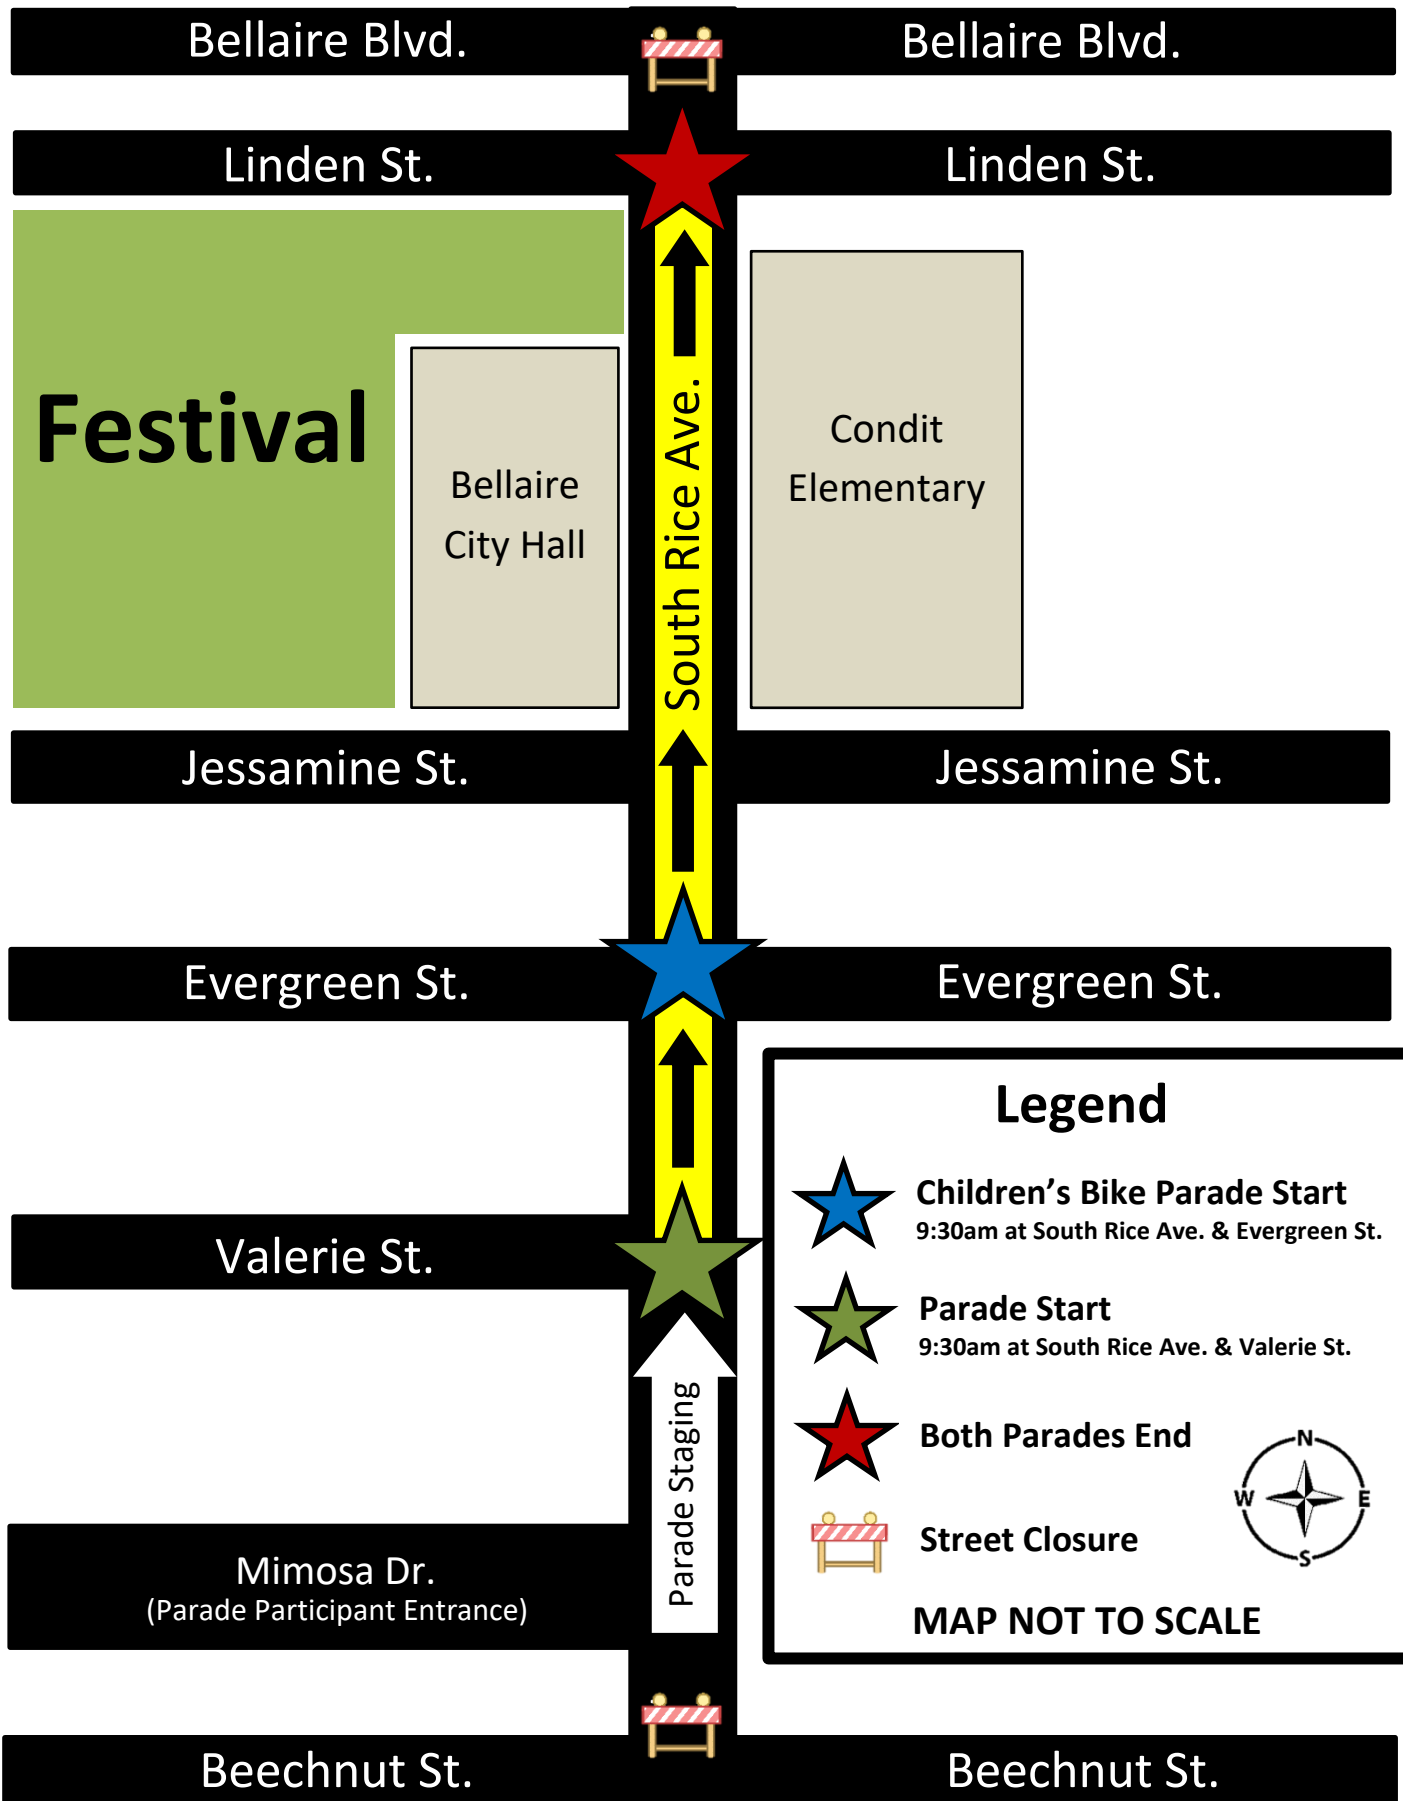 Bellaire Blvd.
Bellaire Blvd.
Linden St.
Linden St.
Festival
Bellaire
City Hall
South Rice Ave.
Condit
Elementary
Jessamine St.
Jessamine St.
Evergreen St.
Evergreen St.
Valerie St.
Parade Staging
Mimosa Dr.
(Parade Participant Entrance)
Legend
Children's Bike Parade Start
9:30am at South Rice Ave. & Evergreen St.
Parade Start
9:30am at South Rice Ave. & Valerie St.
Both Parades End
Street Closure
N
W
E
S
MAP NOT TO SCALE
Beechnut St.
Beechnut St.